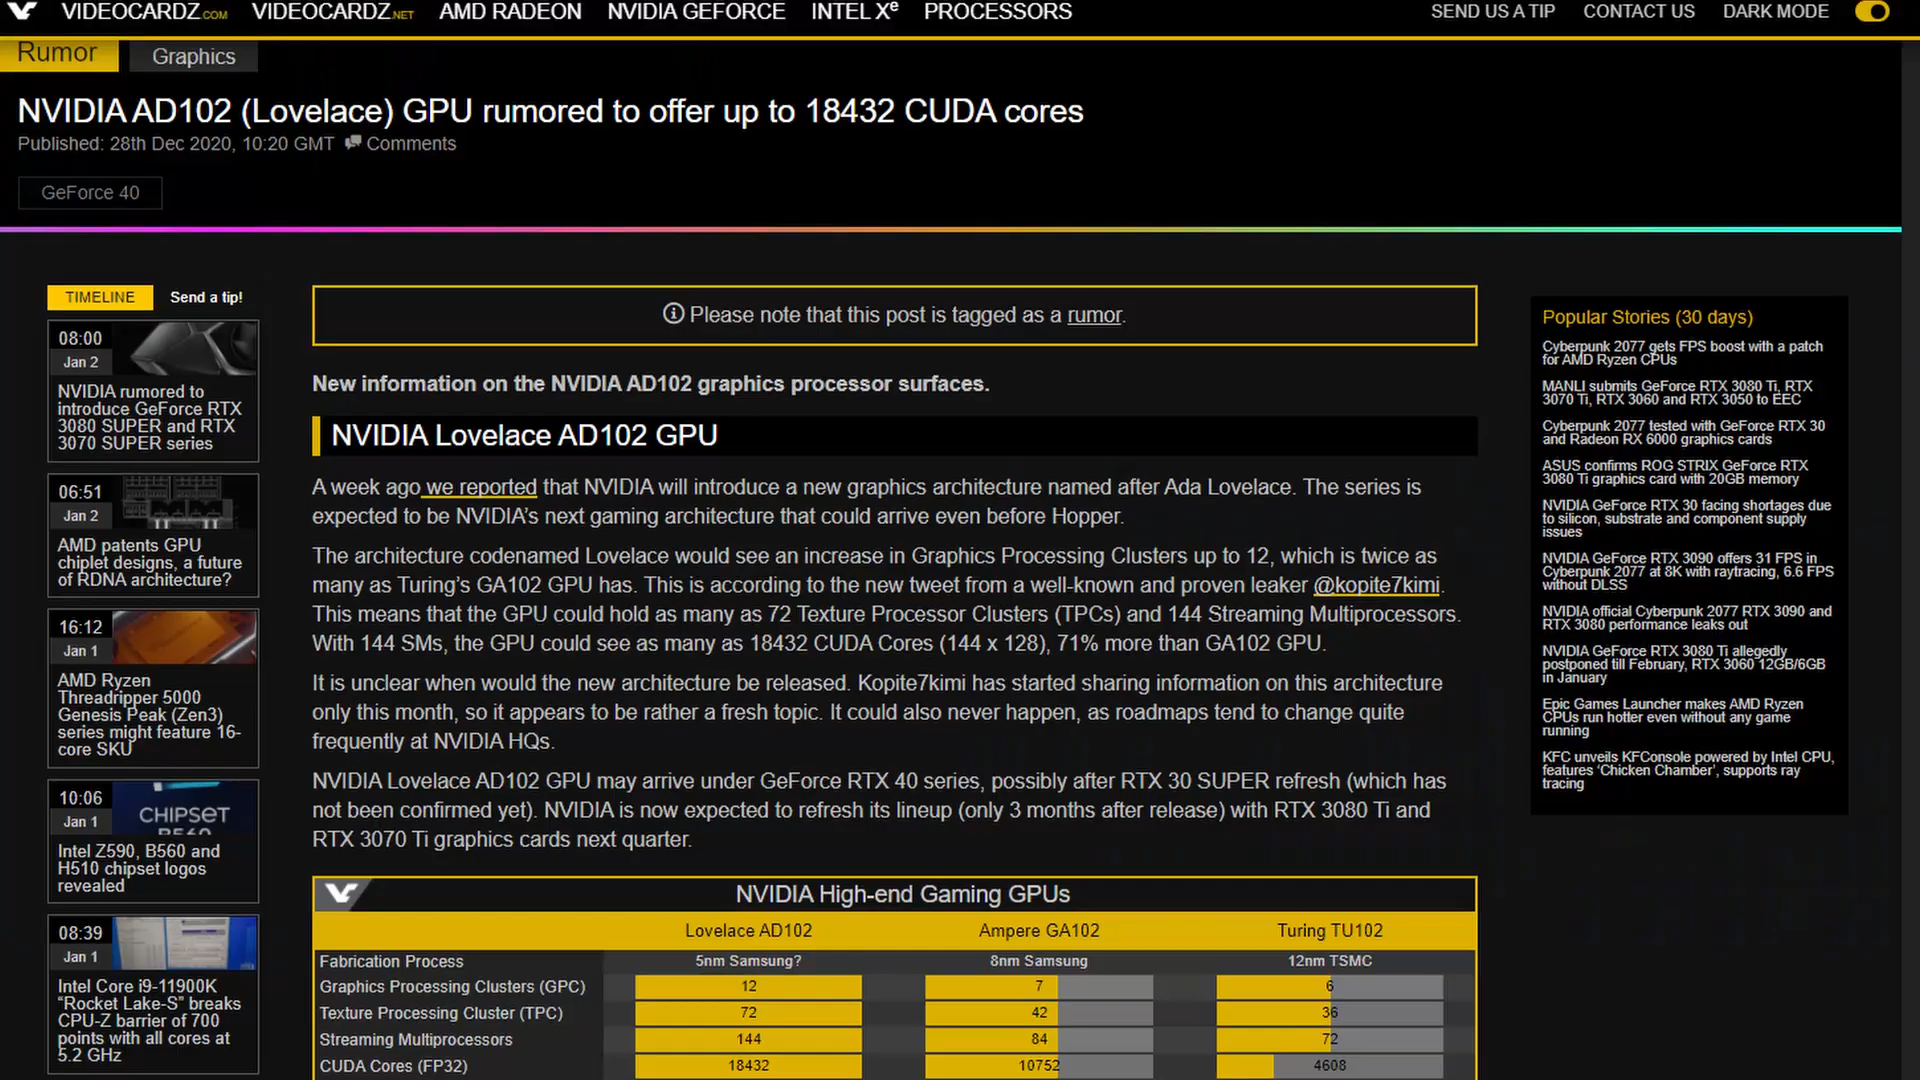 VIDEOCARDZ.COM VIDEOCARDZ.NET AMD RADEON NVIDIA GEFORCE INTEL Xe PROCESSORS SEND US A TIP CONTACT US DARK MODE
Rumor Graphics
NVIDIA AD102 (Lovelace) GPU rumored to offer up to 18432 CUDA cores
Published: 28th Dec 2020, 10:20 GMT Comments
GeForce 40
TIMELINE Send a tip!
08:00
Jan 2
NVIDIA rumored to
introduce GeForce RTX
3080 SUPER and RTX
3070 SUPER series
06:51
Jan 2
AMD patents GPU
chiplet designs, a future
of RDNA architecture?
16:12
Jan 1
AMD Ryzen
Threadripper 5000
Genesis Peak (Zen3)
series might feature 16-
core SKU
10:06
Jan 1
CHIPSET
B560
Intel Z590, B560 and
H510 chipset logos
revealed
08:39
Jan 1
Intel Core i9-11900K
“Rocket Lake-S” breaks
CPU-Z barrier of 700
points with all cores at
5.2 GHz
Please note that this post is tagged as a rumor.
New information on the NVIDIA AD102 graphics processor surfaces.
NVIDIA Lovelace AD102 GPU
A week ago we reported that NVIDIA will introduce a new graphics architecture named after Ada Lovelace. The series is
expected to be NVIDIA’s next gaming architecture that could arrive even before Hopper.
The architecture codenamed Lovelace would see an increase in Graphics Processing Clusters up to 12, which is twice as
many as Turing’s GA102 GPU has. This is according to the new tweet from a well-known and proven leaker @kopite7kimi.
This means that the GPU could hold as many as 72 Texture Processor Clusters (TPCs) and 144 Streaming Multiprocessors.
With 144 SMs, the GPU could see as many as 18432 CUDA Cores (144 x 128), 71% more than GA102 GPU.
It is unclear when would the new architecture be released. Kopite7kimi has started sharing information on this architecture
only this month, so it appears to be rather a fresh topic. It could also never happen, as roadmaps tend to change quite
frequently at NVIDIA HQs.
NVIDIA Lovelace AD102 GPU may arrive under GeForce RTX 40 series, possibly after RTX 30 SUPER refresh (which has
not been confirmed yet). NVIDIA is now expected to refresh its lineup (only 3 months after release) with RTX 3080 Ti and
RTX 3070 Ti graphics cards next quarter.
NVIDIA High-end Gaming GPUs
Lovelace AD102 Ampere GA102 Turing TU102
Fabrication Process 5nm Samsung? 8nm Samsung 12nm TSMC
Graphics Processing Clusters (GPC) 12 7 6
Texture Processing Cluster (TPC) 72 42 36
Streaming Multiprocessors 144 84 72
CUDA Cores (FP32) 18432 10752 4608
Popular Stories (30 days)
Cyberpunk 2077 gets FPS boost with a patch
for AMD Ryzen CPUs
MANLI submits GeForce RTX 3080 Ti, RTX
3070 Ti, RTX 3060 and RTX 3050 to EEC
Cyberpunk 2077 tested with GeForce RTX 30
and Radeon RX 6000 graphics cards
ASUS confirms ROG STRIX GeForce RTX
3080 Ti graphics card with 20GB memory
NVIDIA GeForce RTX 30 facing shortages due
to silicon, substrate and component supply
issues
NVIDIA GeForce RTX 3090 offers 31 FPS in
Cyberpunk 2077 at 8K with raytracing, 6.6 FPS
without DLSS
NVIDIA official Cyberpunk 2077 RTX 3090 and
RTX 3080 performance leaks out
NVIDIA GeForce RTX 3080 Ti allegedly
postponed till February, RTX 3060 12GB/6GB
in January
Epic Games Launcher makes AMD Ryzen
CPUs run hotter even without any game
running
KFC unveils KFConsole powered by Intel CPU,
features ‘Chicken Chamber’, supports ray
tracing